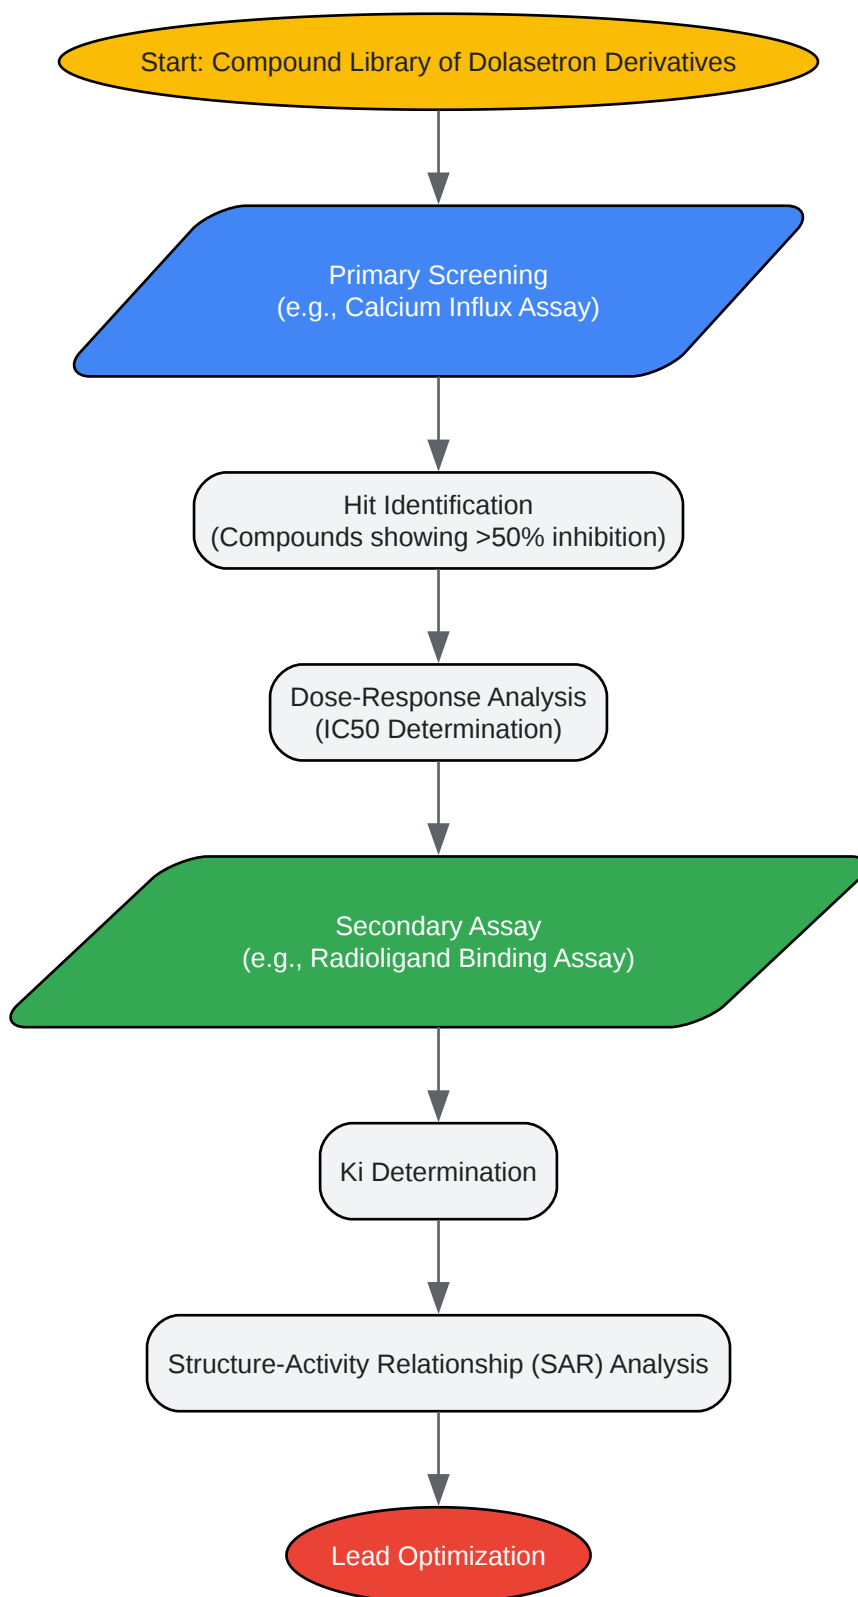 Start: Compound Library of Dolasetron Derivatives
Primary Screening
(e.g., Calcium Influx Assay)
Hit Identification
(Compounds showing >50% inhibition)
Dose-Response Analysis
(IC50 Determination)
Secondary Assay
(e.g., Radioligand Binding Assay)
Ki Determination
Structure-Activity Relationship (SAR) Analysis
Lead Optimization